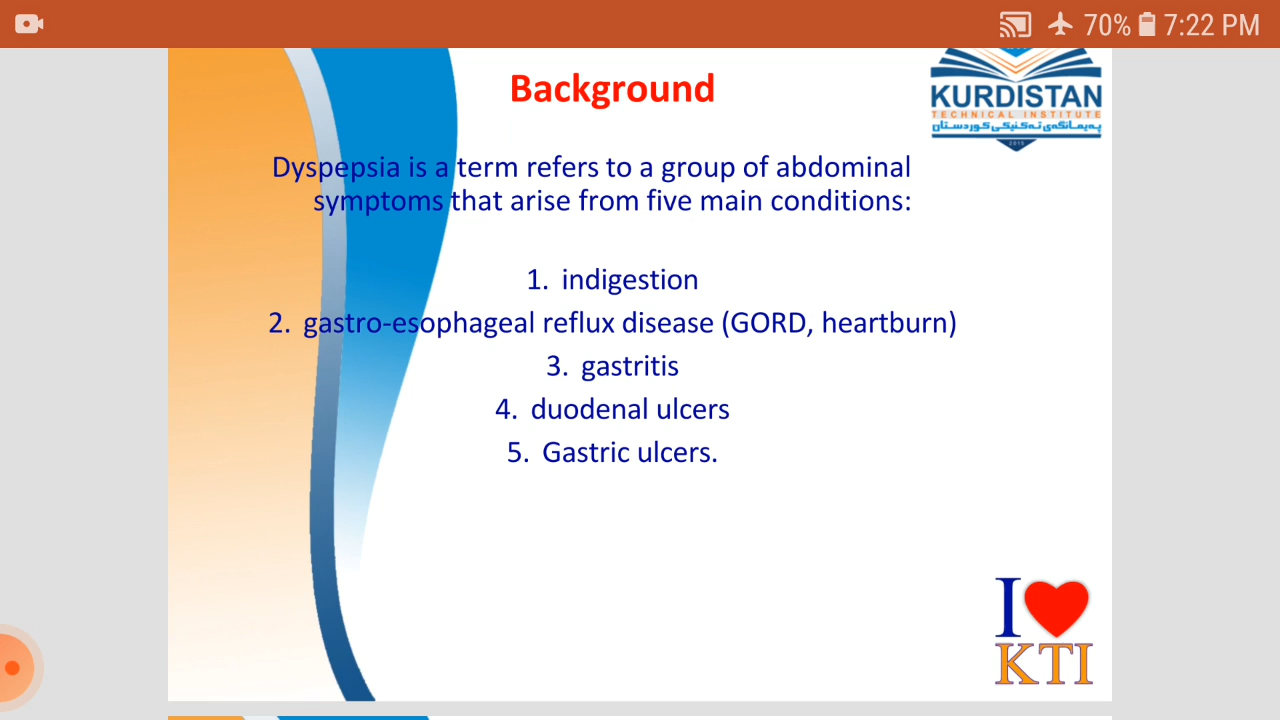 70% 7:22 PM
Background
KURDISTAN
TECHNICAL INSTITUTE
پەیمانگەی تەکنیکی کوردستان
2015
Dyspepsia is a term refers to a group of abdominal
symptoms that arise from five main conditions:
1. indigestion
2. gastro-esophageal reflux disease (GORD, heartburn)
3. gastritis
4. duodenal ulcers
5. Gastric ulcers.
I
KTI